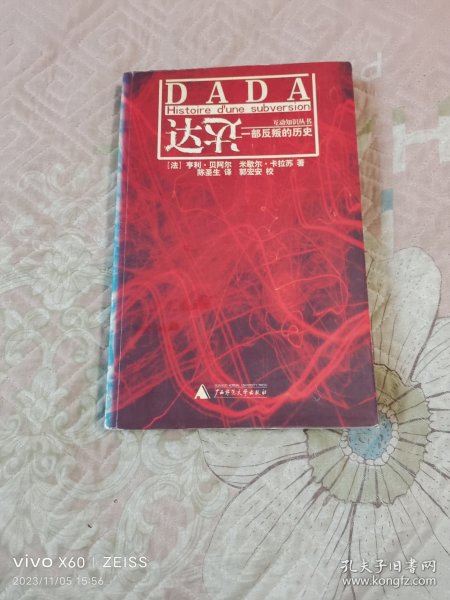 DADA
Histoire d'une subversion
达达
互动知识丛书
一部反叛的历史
[法] 亨利·贝阿尔 米歇尔·卡拉苏 著
陈圣生 译 郭宏安 校
广西师范大学出版社
vivo X60 | ZEISS
2023/11/05 15:56
孔夫子旧书网
www.kongfz.com